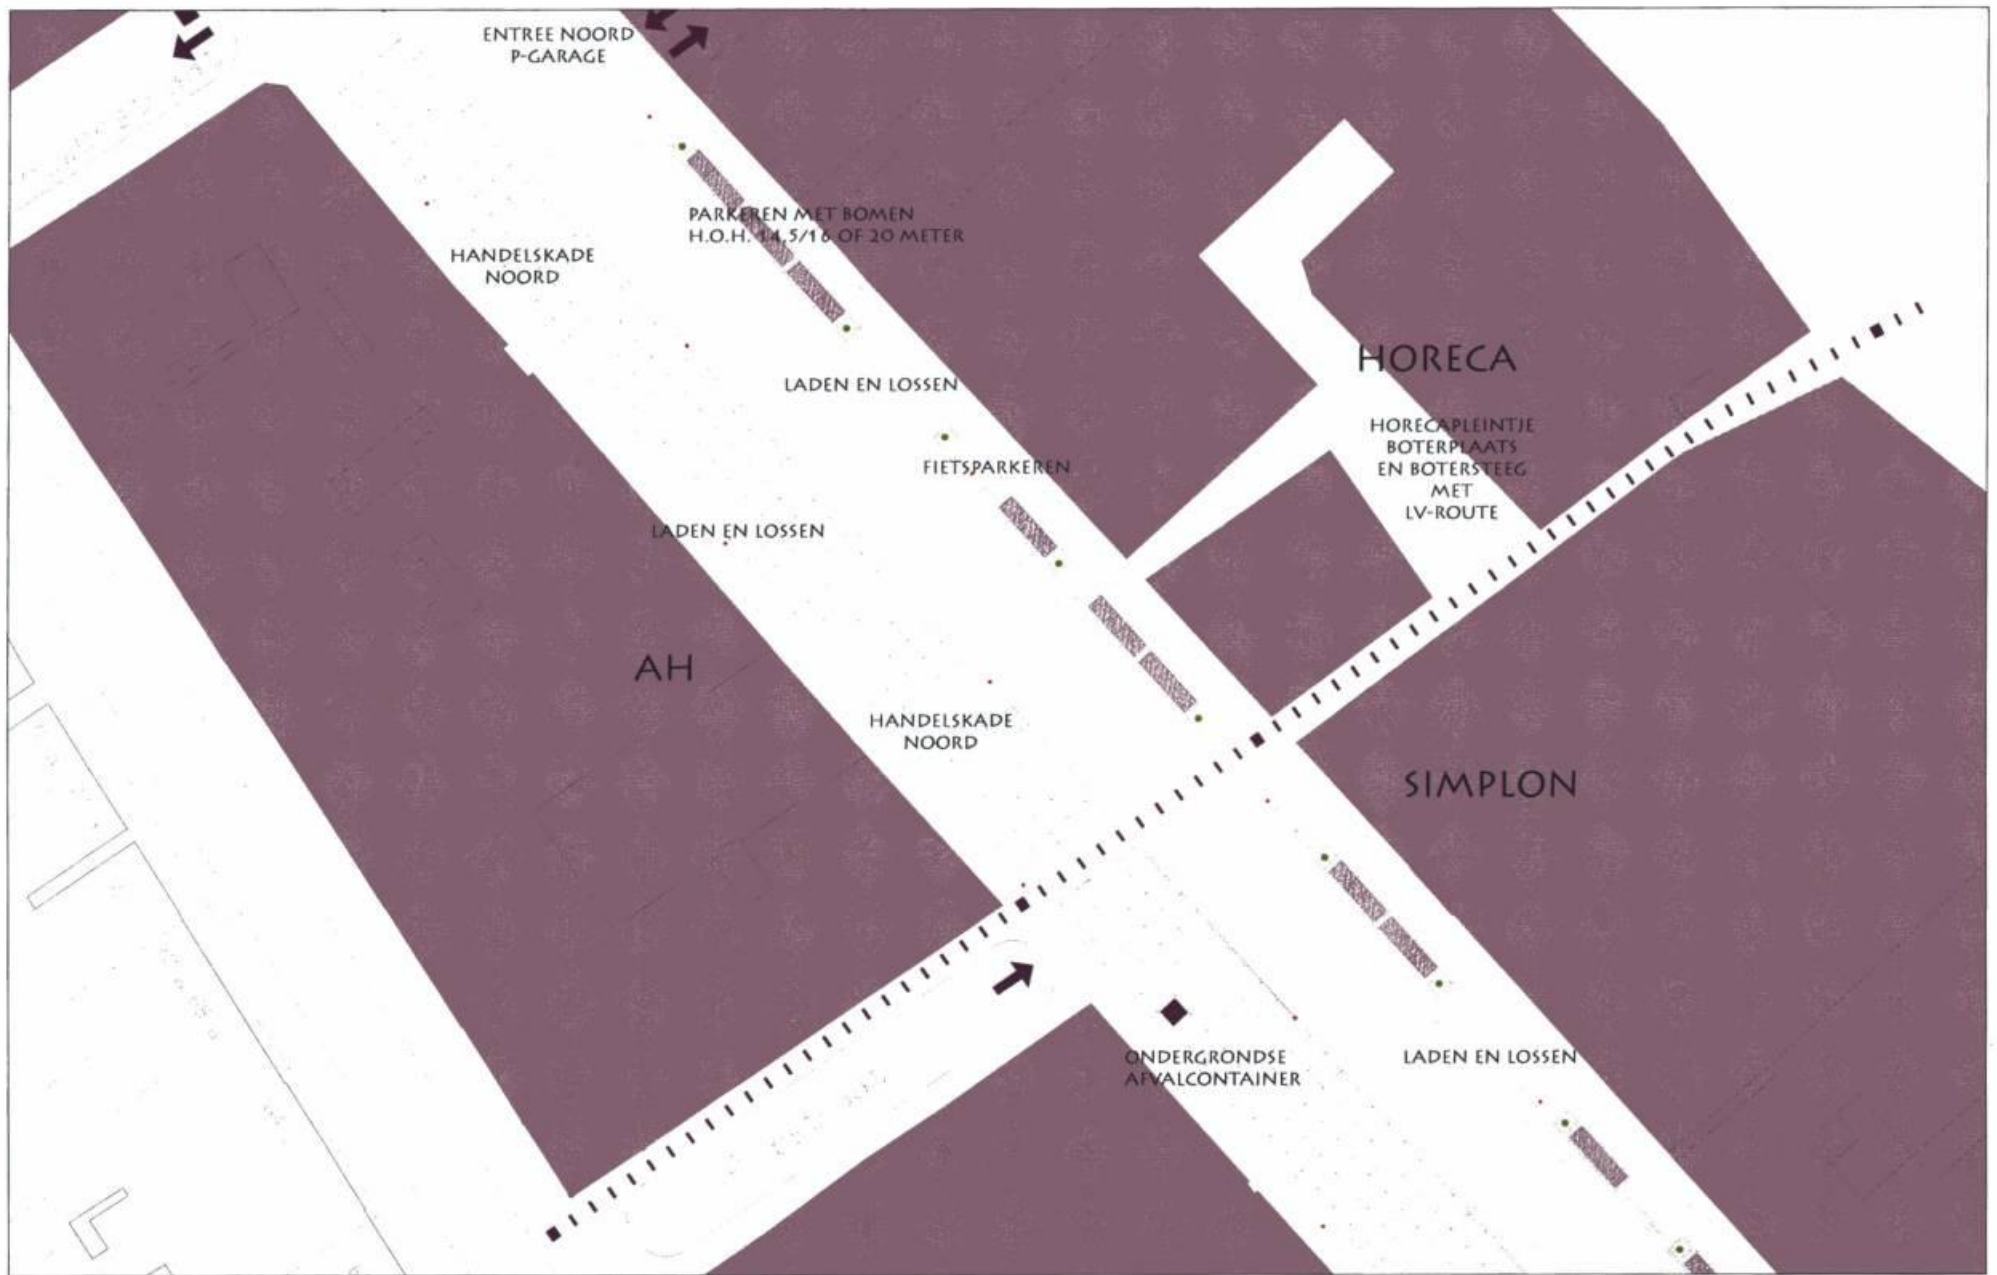 ENTREE NOORD
P-GARAGE
PARKEREN MET BOMEN
H.O.H. 14,5/16 OF 20 METER
HANDELSKADE
NOORD
LADEN EN LOSSEN
HORECA
HORECAPLEINTJE
BOTERPLAATS
EN BOTERSTEEG
MET
LV-ROUTE
FIETSPARKEREN
LADEN EN LOSSEN
AH
HANDELSKADE
NOORD
SIMPLON
ONDERGRONDSE
AFVALCONTAINER
LADEN EN LOSSEN